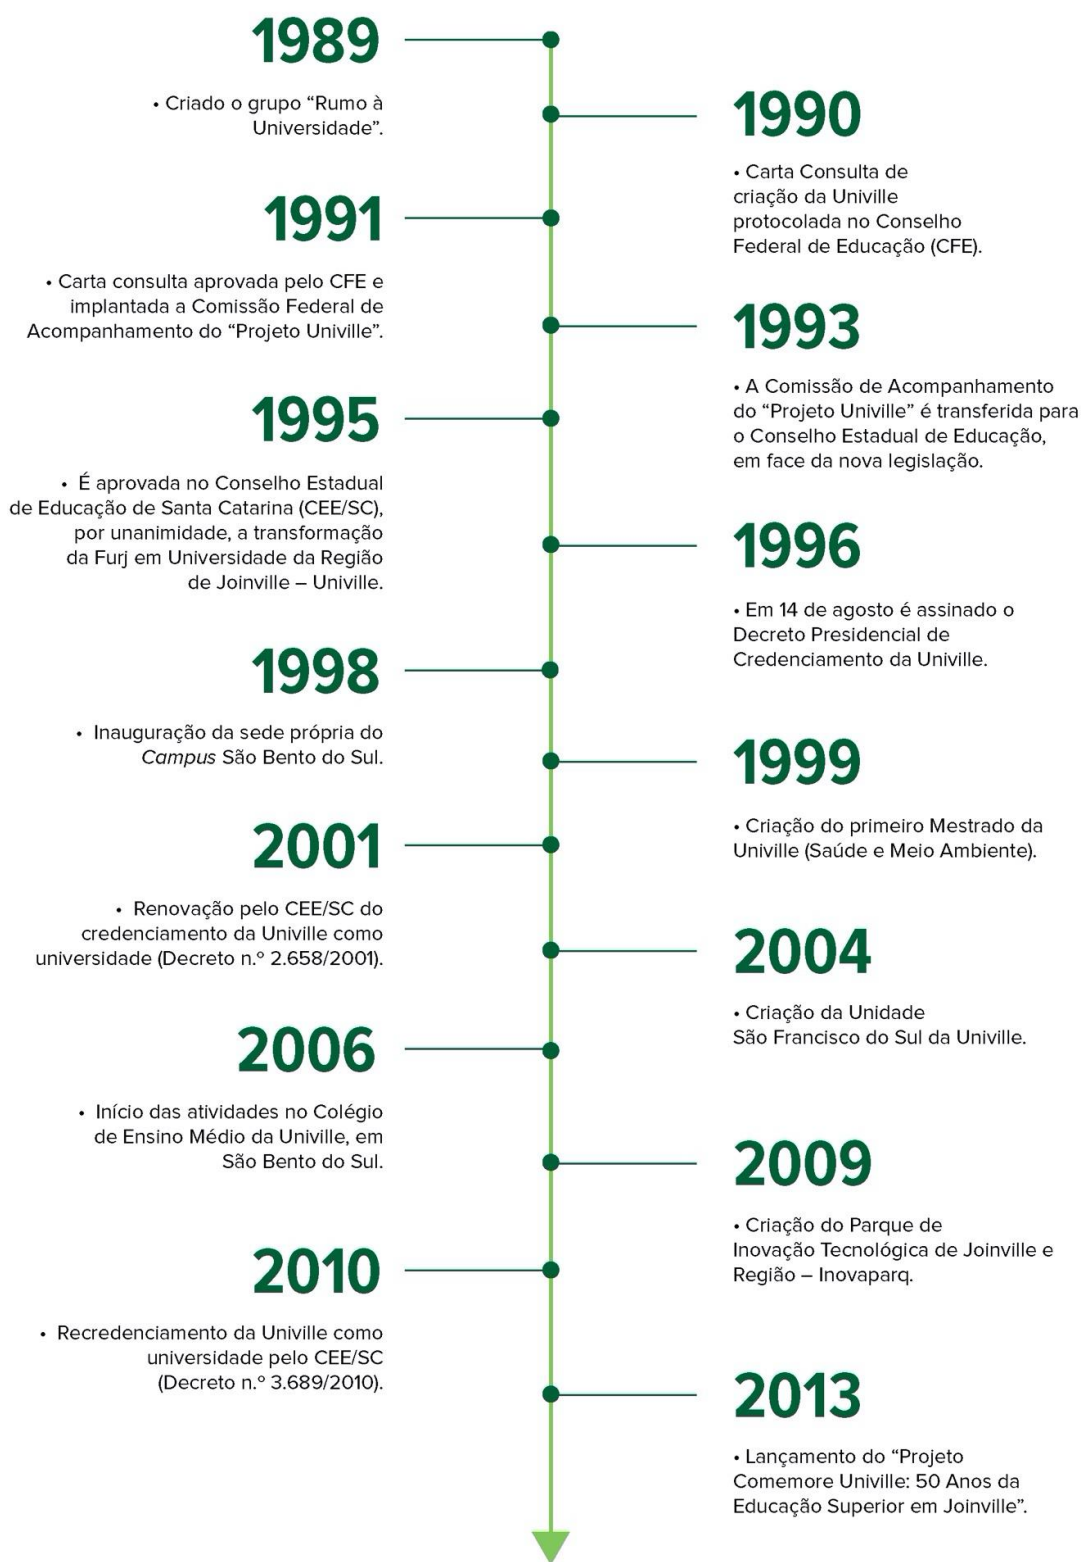 1989
• Criado o grupo “Rumo à
Universidade”.
1990
• Carta Consulta de
criação da Univille
protocolada no Conselho
Federal de Educação (CFE).
1991
• Carta consulta aprovada pelo CFE e
implantada a Comissão Federal de
Acompanhamento do “Projeto Univille”.
1993
• A Comissão de Acompanhamento
do “Projeto Univille” é transferida para
o Conselho Estadual de Educação,
em face da nova legislação.
1995
• É aprovada no Conselho Estadual
de Educação de Santa Catarina (CEE/SC),
por unanimidade, a transformação
da Furj em Universidade da Região
de Joinville – Univille.
1996
• Em 14 de agosto é assinado o
Decreto Presidencial de
Credenciamento da Univille.
1998
• Inauguração da sede própria do
Campus São Bento do Sul.
1999
• Criação do primeiro Mestrado da
Univille (Saúde e Meio Ambiente).
2001
• Renovação pelo CEE/SC do
credenciamento da Univille como
universidade (Decreto n.º 2.658/2001).
2004
• Criação da Unidade
São Francisco do Sul da Univille.
2006
• Início das atividades no Colégio
de Ensino Médio da Univille, em
São Bento do Sul.
2009
• Criação do Parque de
Inovação Tecnológica de Joinville e
Região – Inovaparq.
2010
• Recredenciamento da Univille como
universidade pelo CEE/SC
(Decreto n.º 3.689/2010).
2013
• Lançamento do “Projeto
Comemore Univille: 50 Anos da
Educação Superior em Joinville”.